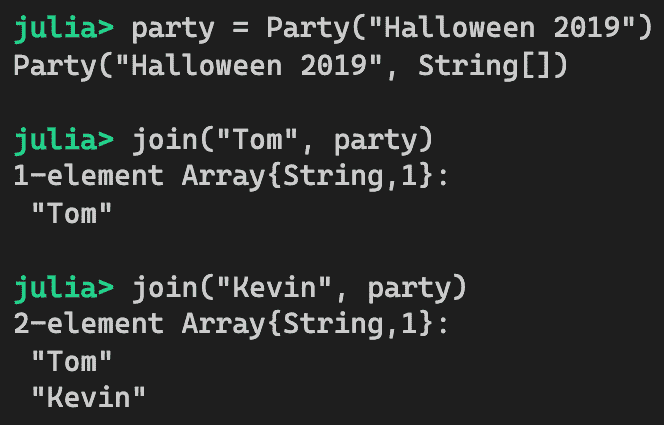 julia> party = Party("Halloween 2019")
Party("Halloween 2019", String[])
julia> join("Tom", party)
1-element Array{String,1}:
 "Tom"
julia> join("Kevin", party)
2-element Array{String,1}:
 "Tom"
 "Kevin"